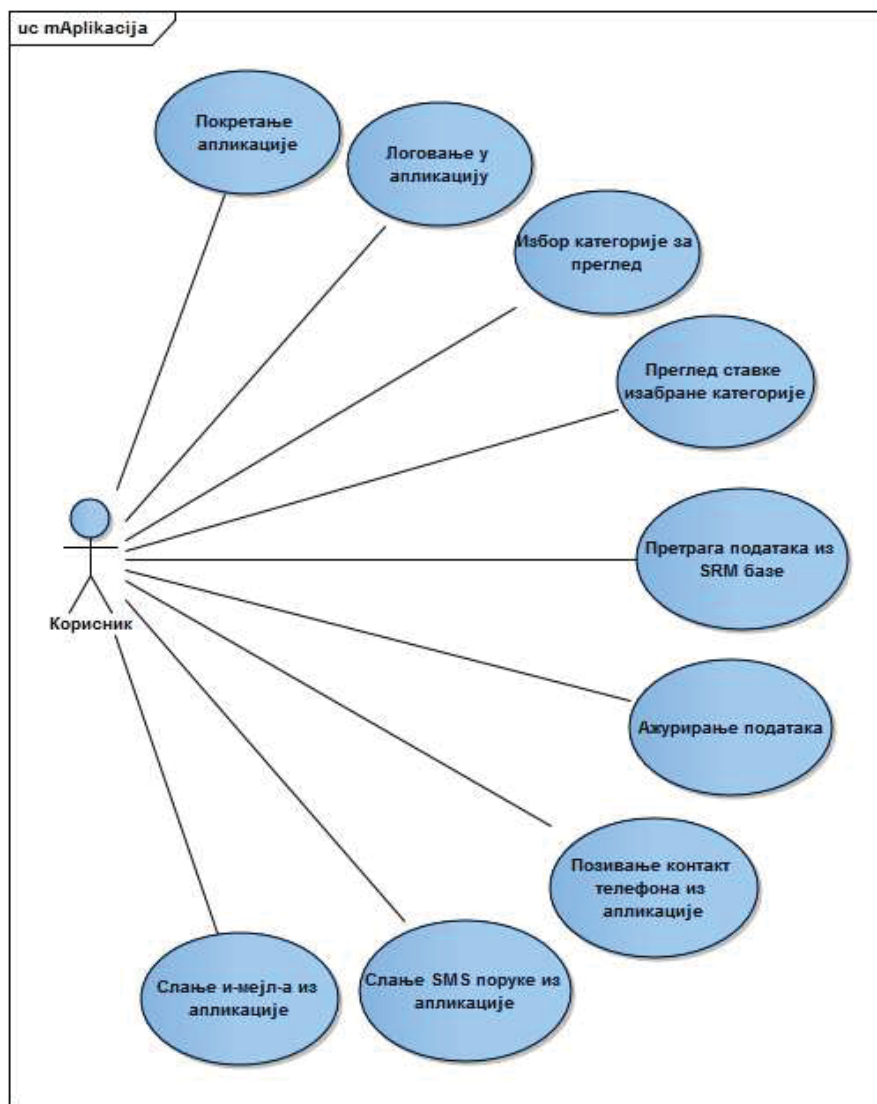 uc mAplikacija
Покретање
апликације
Логовање у
апликацију
Избор категорије за
преглед
Преглед ставке
изабране категорије
Претрага података из
SRM базе
Корисник
Ажурирање података
Позивање контакт
телефона из
апликације
Слање SMS поруке из
апликације
Слање и-мејл-а из
апликације